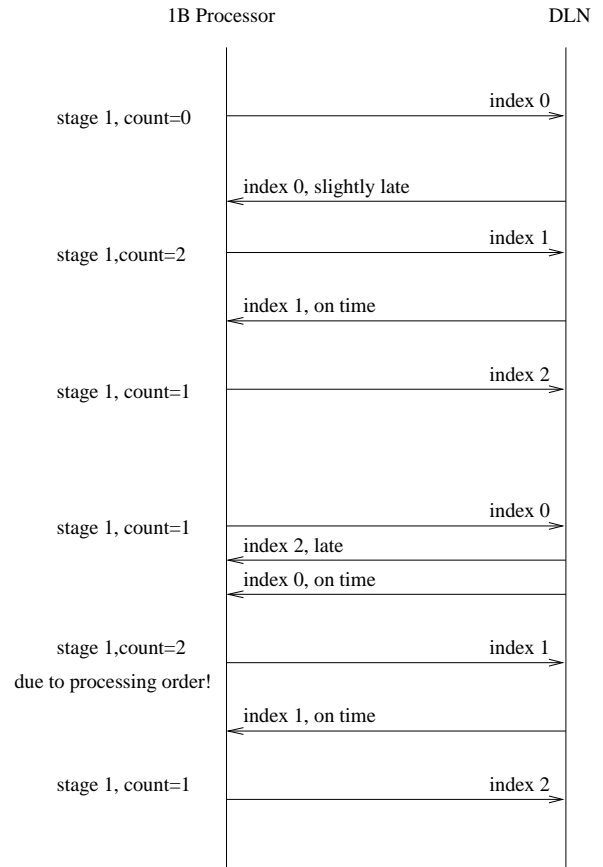 1B Processor DLN
stage 1, count=0
index 0
index 0, slightly late
stage 1,count=2
index 1
index 1, on time
stage 1, count=1
index 2
stage 1, count=1
index 0
index 2, late
index 0, on time
stage 1,count=2
due to processing order!
index 1
index 1, on time
stage 1, count=1
index 2